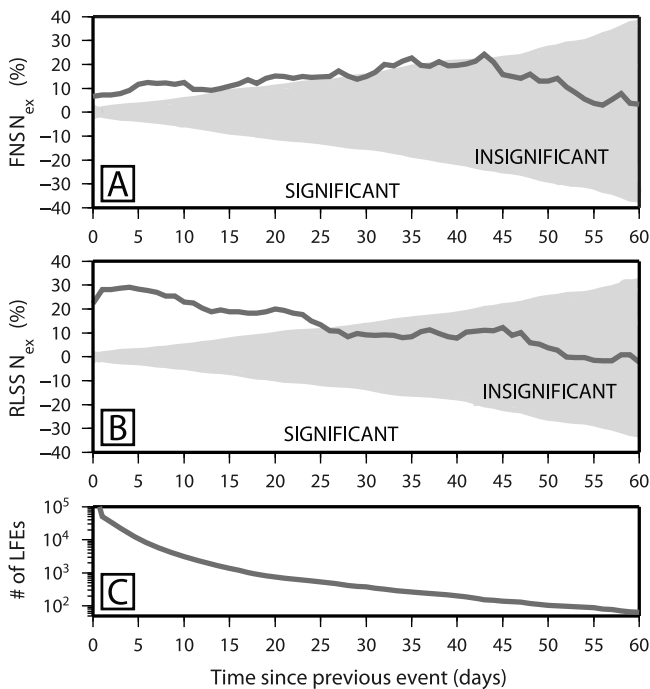 40
30
20
10
0
−10
−20
−30
−40
FNS Nex (%)
INSIGNIFICANT
SIGNIFICANT
A
0 5 10 15 20 25 30 35 40 45 50 55 60
40
30
20
10
0
−10
20
−30
−40
RLSS Nex (%)
INSIGNIFICANT
SIGNIFICANT
B
0 5 10 15 20 25 30 35 40 45 50 55 60
10^5
10^4
10^3
10^2
# of LFEs
C
0 5 10 15 20 25 30 35 40 45 50 55 60
Time since previous event (days)